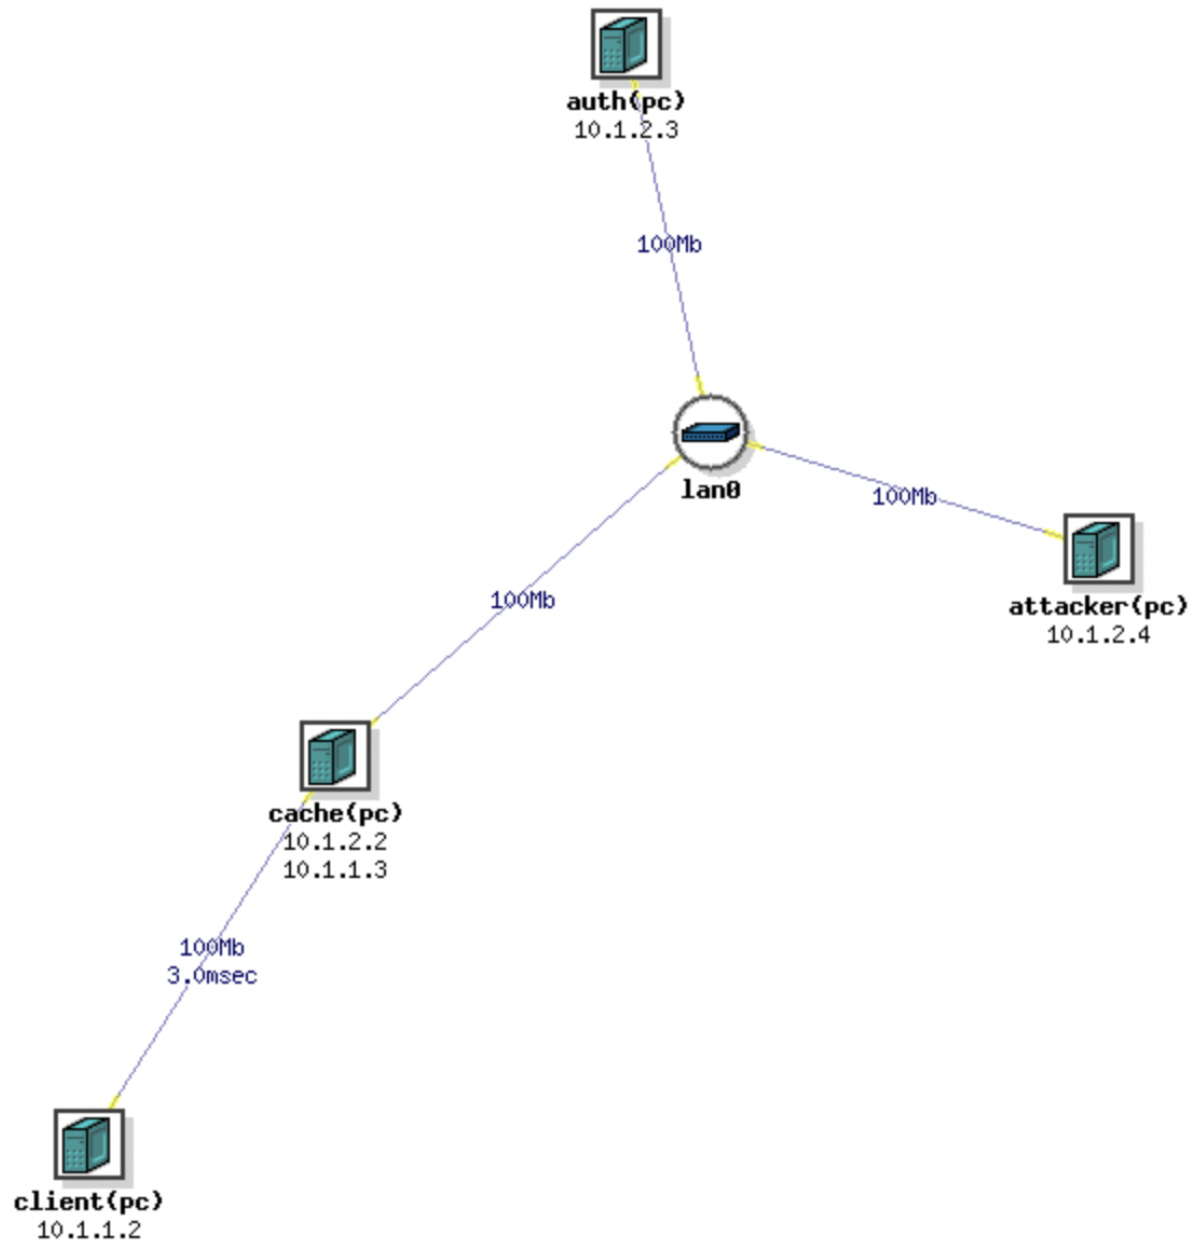 auth(pc)
10.1.2.3
100Mb
lan0
100Mb
attacker(pc)
10.1.2.4
100Mb
cache(pc)
10.1.2.2
10.1.1.3
100Mb
3.0msec
client(pc)
10.1.1.2